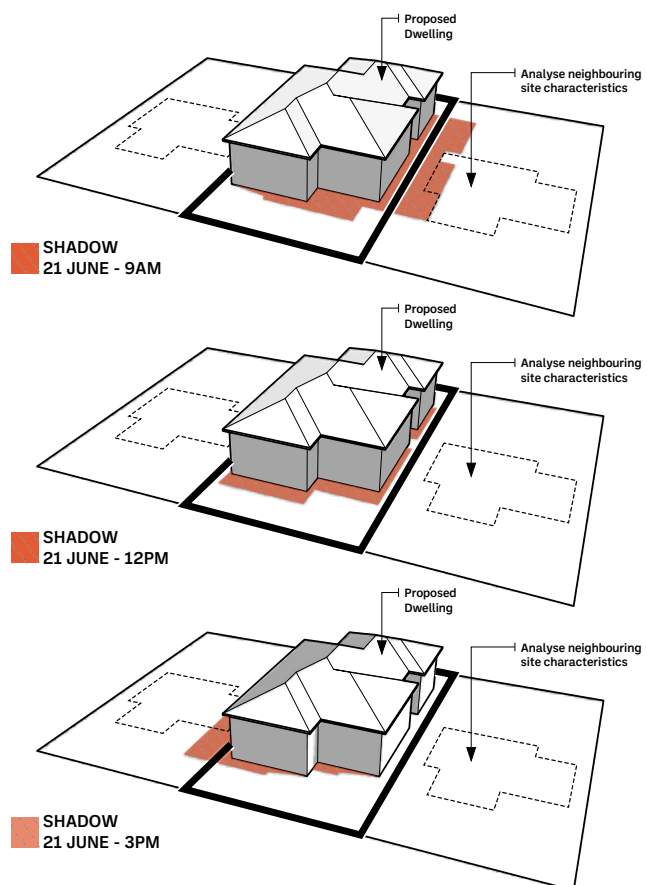 Proposed
Dwelling
Analyse neighbouring
site characteristics
SHADOW
21 JUNE - 9AM
Proposed
Dwelling
Analyse neighbouring
site characteristics
SHADOW
21 JUNE - 12PM
Proposed
Dwelling
Analyse neighbouring
site characteristics
SHADOW
21 JUNE - 3PM